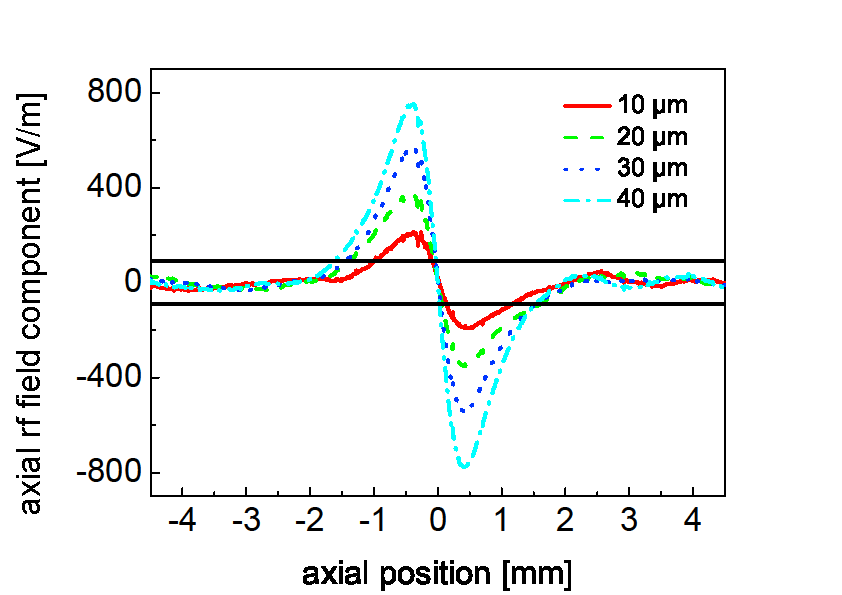 axial rf field component [V/m]
800
400
0
-400
-800
10 µm
20 µm
30 µm
40 µm
-4 -3 -2 -1 0 1 2 3 4
axial position [mm]